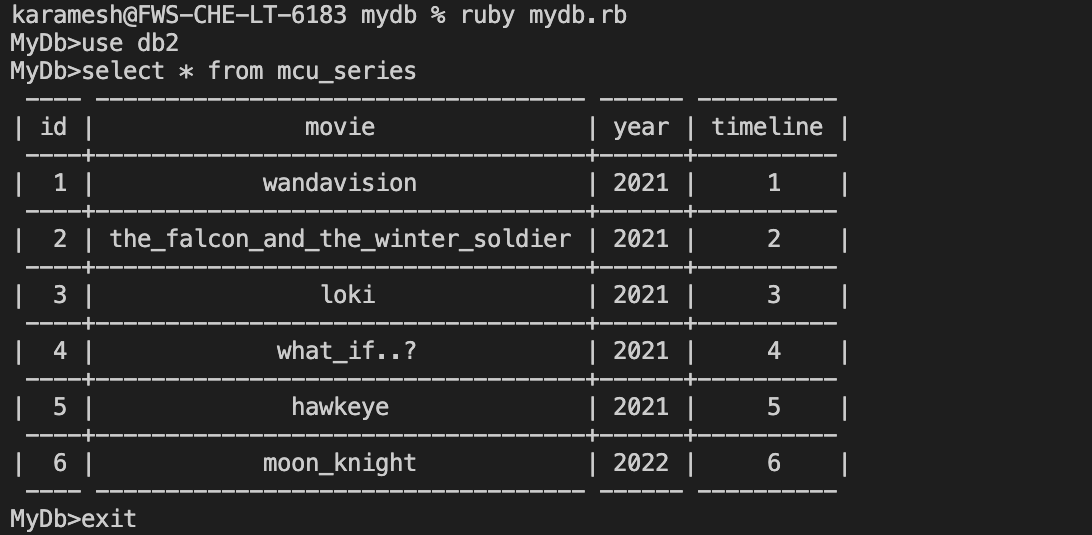 karamesh@FWS-CHE-LT-6183 mydb % ruby mydb.rb
MyDb>use db2
MyDb>select * from mcu_series
 ---- ----------------------------------- ------ ----------
| id |               movie               | year | timeline |
 ----+-----------------------------------+------+----------
|  1 |            wandavision            | 2021 |    1     |
 ----+-----------------------------------+------+----------
|  2 | the_falcon_and_the_winter_soldier | 2021 |    2     |
 ----+-----------------------------------+------+----------
|  3 |                loki               | 2021 |    3     |
 ----+-----------------------------------+------+----------
|  4 |             what_if..?            | 2021 |    4     |
 ----+-----------------------------------+------+----------
|  5 |              hawkeye              | 2021 |    5     |
 ----+-----------------------------------+------+----------
|  6 |            moon_knight            | 2022 |    6     |
 ---- ----------------------------------- ------ ----------
MyDb>exit